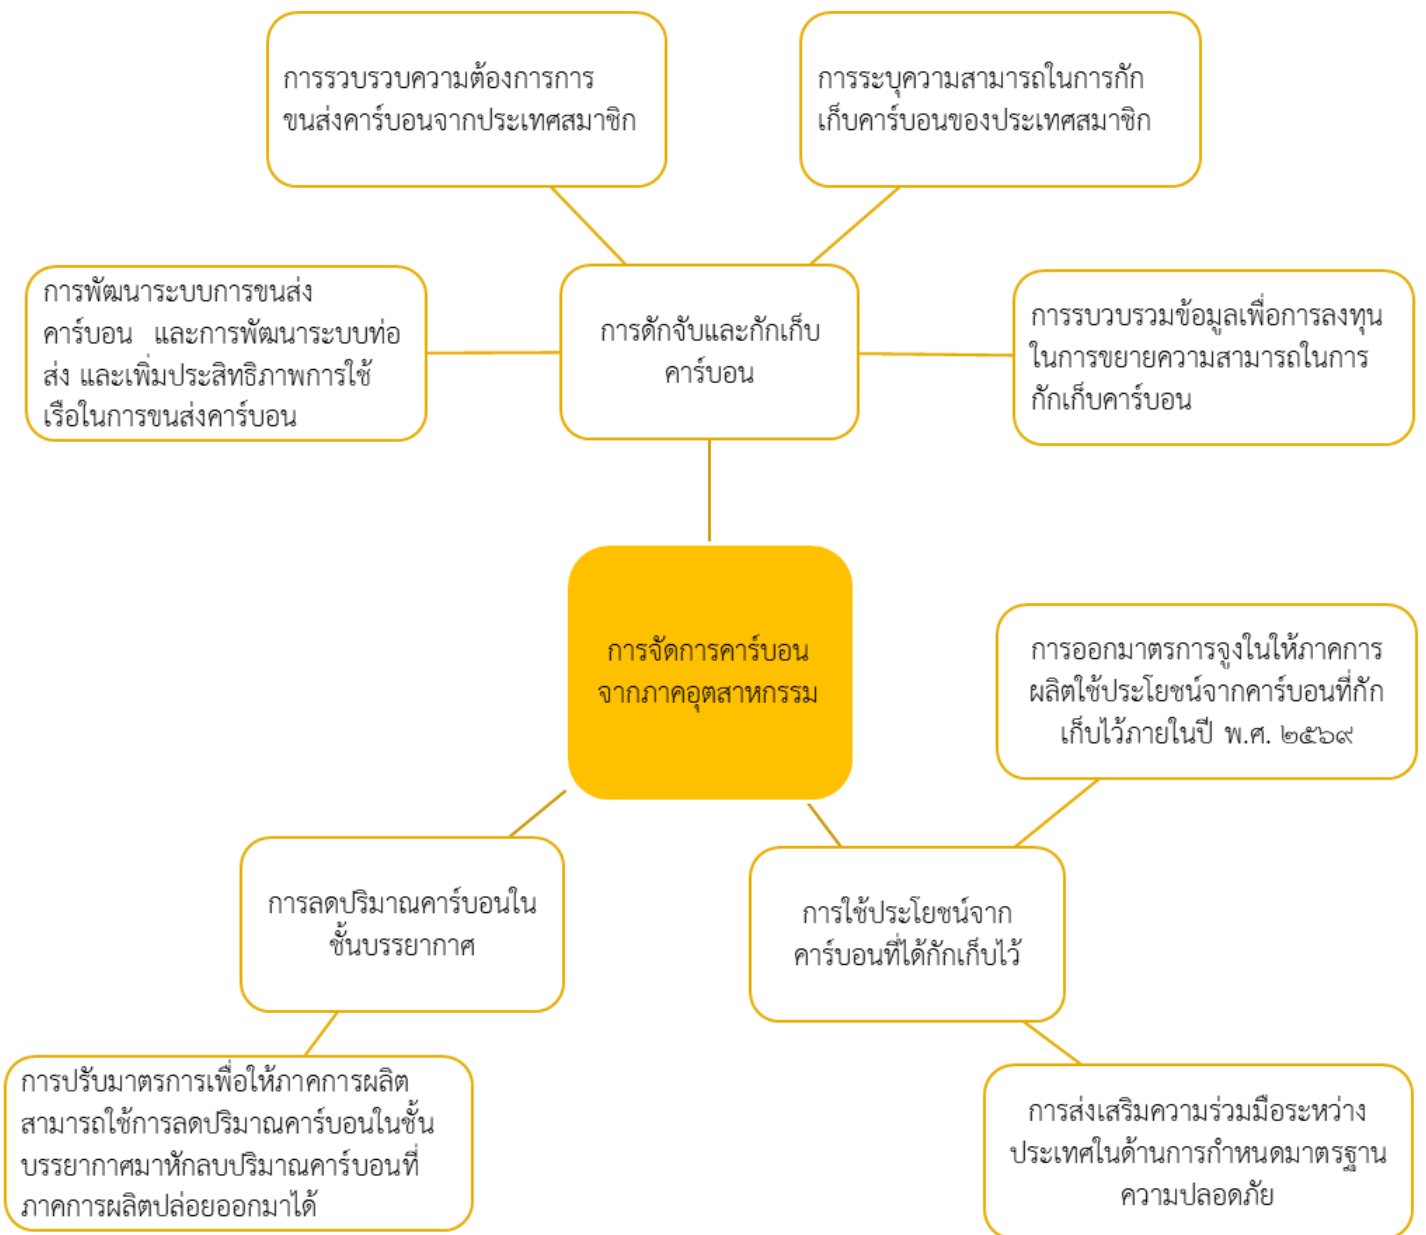 การรวบรวบความต้องการการ
ขนส่งคาร์บอนจากประเทศสมาชิก
การระบุความสามารถในการกัก
เก็บคาร์บอนของประเทศสมาชิก
การพัฒนาระบบการขนส่ง
คาร์บอน และการพัฒนาระบบท่อ
ส่ง และเพิ่มประสิทธิภาพการใช้
เรือในการขนส่งคาร์บอน
การดักจับและกักเก็บ
คาร์บอน
การรบวบรวมข้อมูลเพื่อการลงทุน
ในการขยายความสามารถในการ
กักเก็บคาร์บอน
การจัดการคาร์บอน
จากภาคอุตสาหกรรม
การออกมาตรการจูงในให้ภาคการ
ผลิตใช้ประโยชน์จากคาร์บอนที่กัก
เก็บไว้ภายในปี พ.ศ. ๒๕๖๙
การลดปริมาณคาร์บอนใน
ชั้นบรรยากาศ
การใช้ประโยชน์จาก
คาร์บอนที่ได้กักเก็บไว้
การปรับมาตรการเพื่อให้ภาคการผลิต
สามารถใช้การลดปริมาณคาร์บอนในชั้น
บรรยากาศมาหักลบปริมาณคาร์บอนที่
ภาคการผลิตปล่อยออกมาได้
การส่งเสริมความร่วมมือระหว่าง
ประเทศในด้านการกำหนดมาตรฐาน
ความปลอดภัย